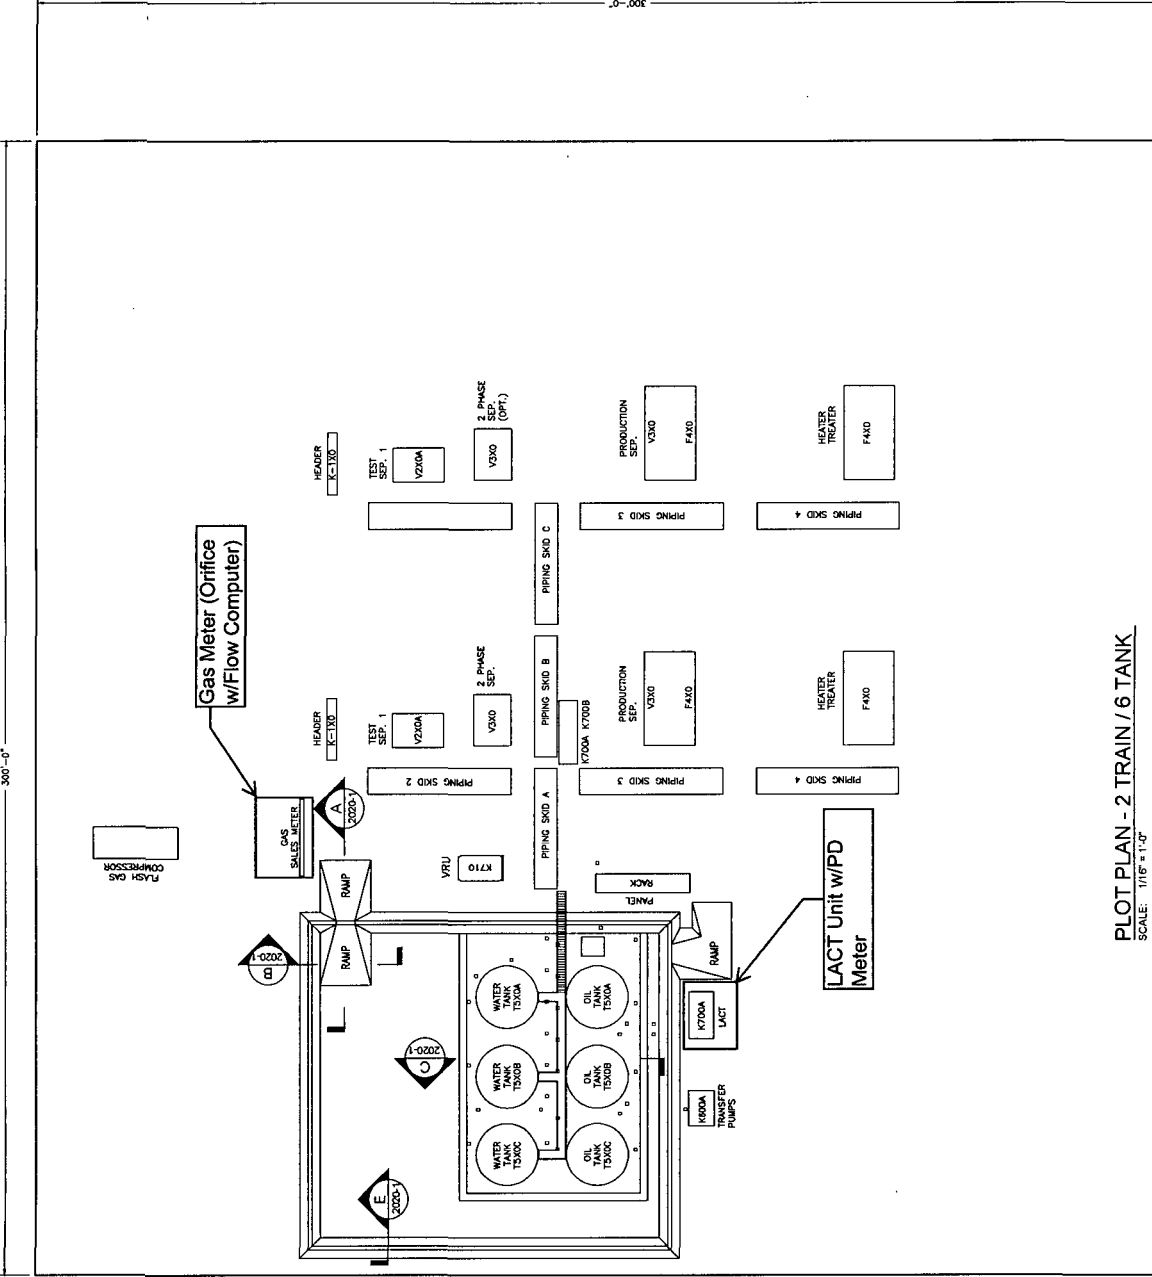 300'-0"
300'-0"
Gas Meter (Orifice
w/Flow Computer)
FLASH GAS
COMPRESSOR
GAS
SALES METER
A
2020-1
HEADER
K-1X0
HEADER
K-1X0
TEST
SEP. 1
V2X0A
TEST
SEP. 1
V2X0A
2 PHASE
SEP.
V3X0
2 PHASE
SEP.
(OPT.)
V3X0
PIPING SKID 2
PIPING SKID A
PIPING SKID B
PIPING SKID C
K700A K700B
PRODUCTION
SEP.
V3X0
F4X0
PRODUCTION
SEP.
V3X0
F4X0
PIPING SKID 3
PIPING SKID 3
HEATER
TREATER
F4X0
HEATER
TREATER
F4X0
PIPING SKID 4
PIPING SKID 4
RAMP
RAMP
B
2020-1
VRU
K710
PANEL
RACK
C
2020-1
E
2020-1
WATER
TANK
T5X0A
WATER
TANK
T5X0B
WATER
TANK
T5X0C
OIL
TANK
T5X0A
OIL
TANK
T5X0B
OIL
TANK
T5X0C
RAMP
K700A
LACT
K600A
TRANSFER
PUMPS
LACT Unit w/PD
Meter
PLOT PLAN - 2 TRAIN / 6 TANK
SCALE: 1/16" = 1'-0"